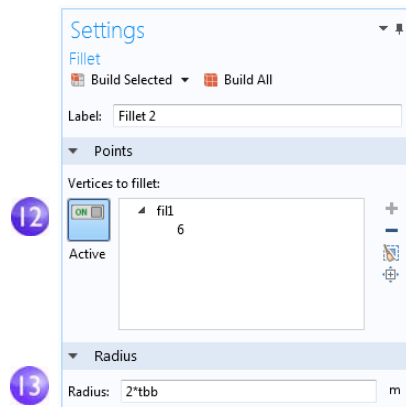 Settings
Fillet
Build Selected Build All
Label: Fillet 2
Points
Vertices to fillet:
12 ON fil1
6
Active
Radius
13 Radius: 2*tbb m